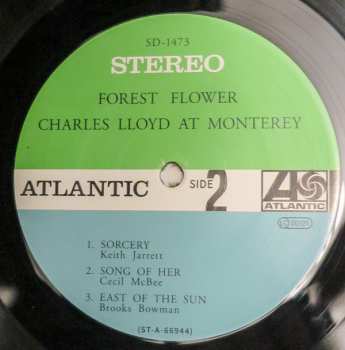 SD-1473
STEREO
FOREST FLOWER
CHARLES LLOYD AT MONTEREY
ATLANTIC SIDE 2 ATLANTIC
1. SORCERY
Keith Jarrett
2. SONG OF HER
Cecil McBee
3. EAST OF THE SUN
Brooks Bowman
(ST-A-66944)